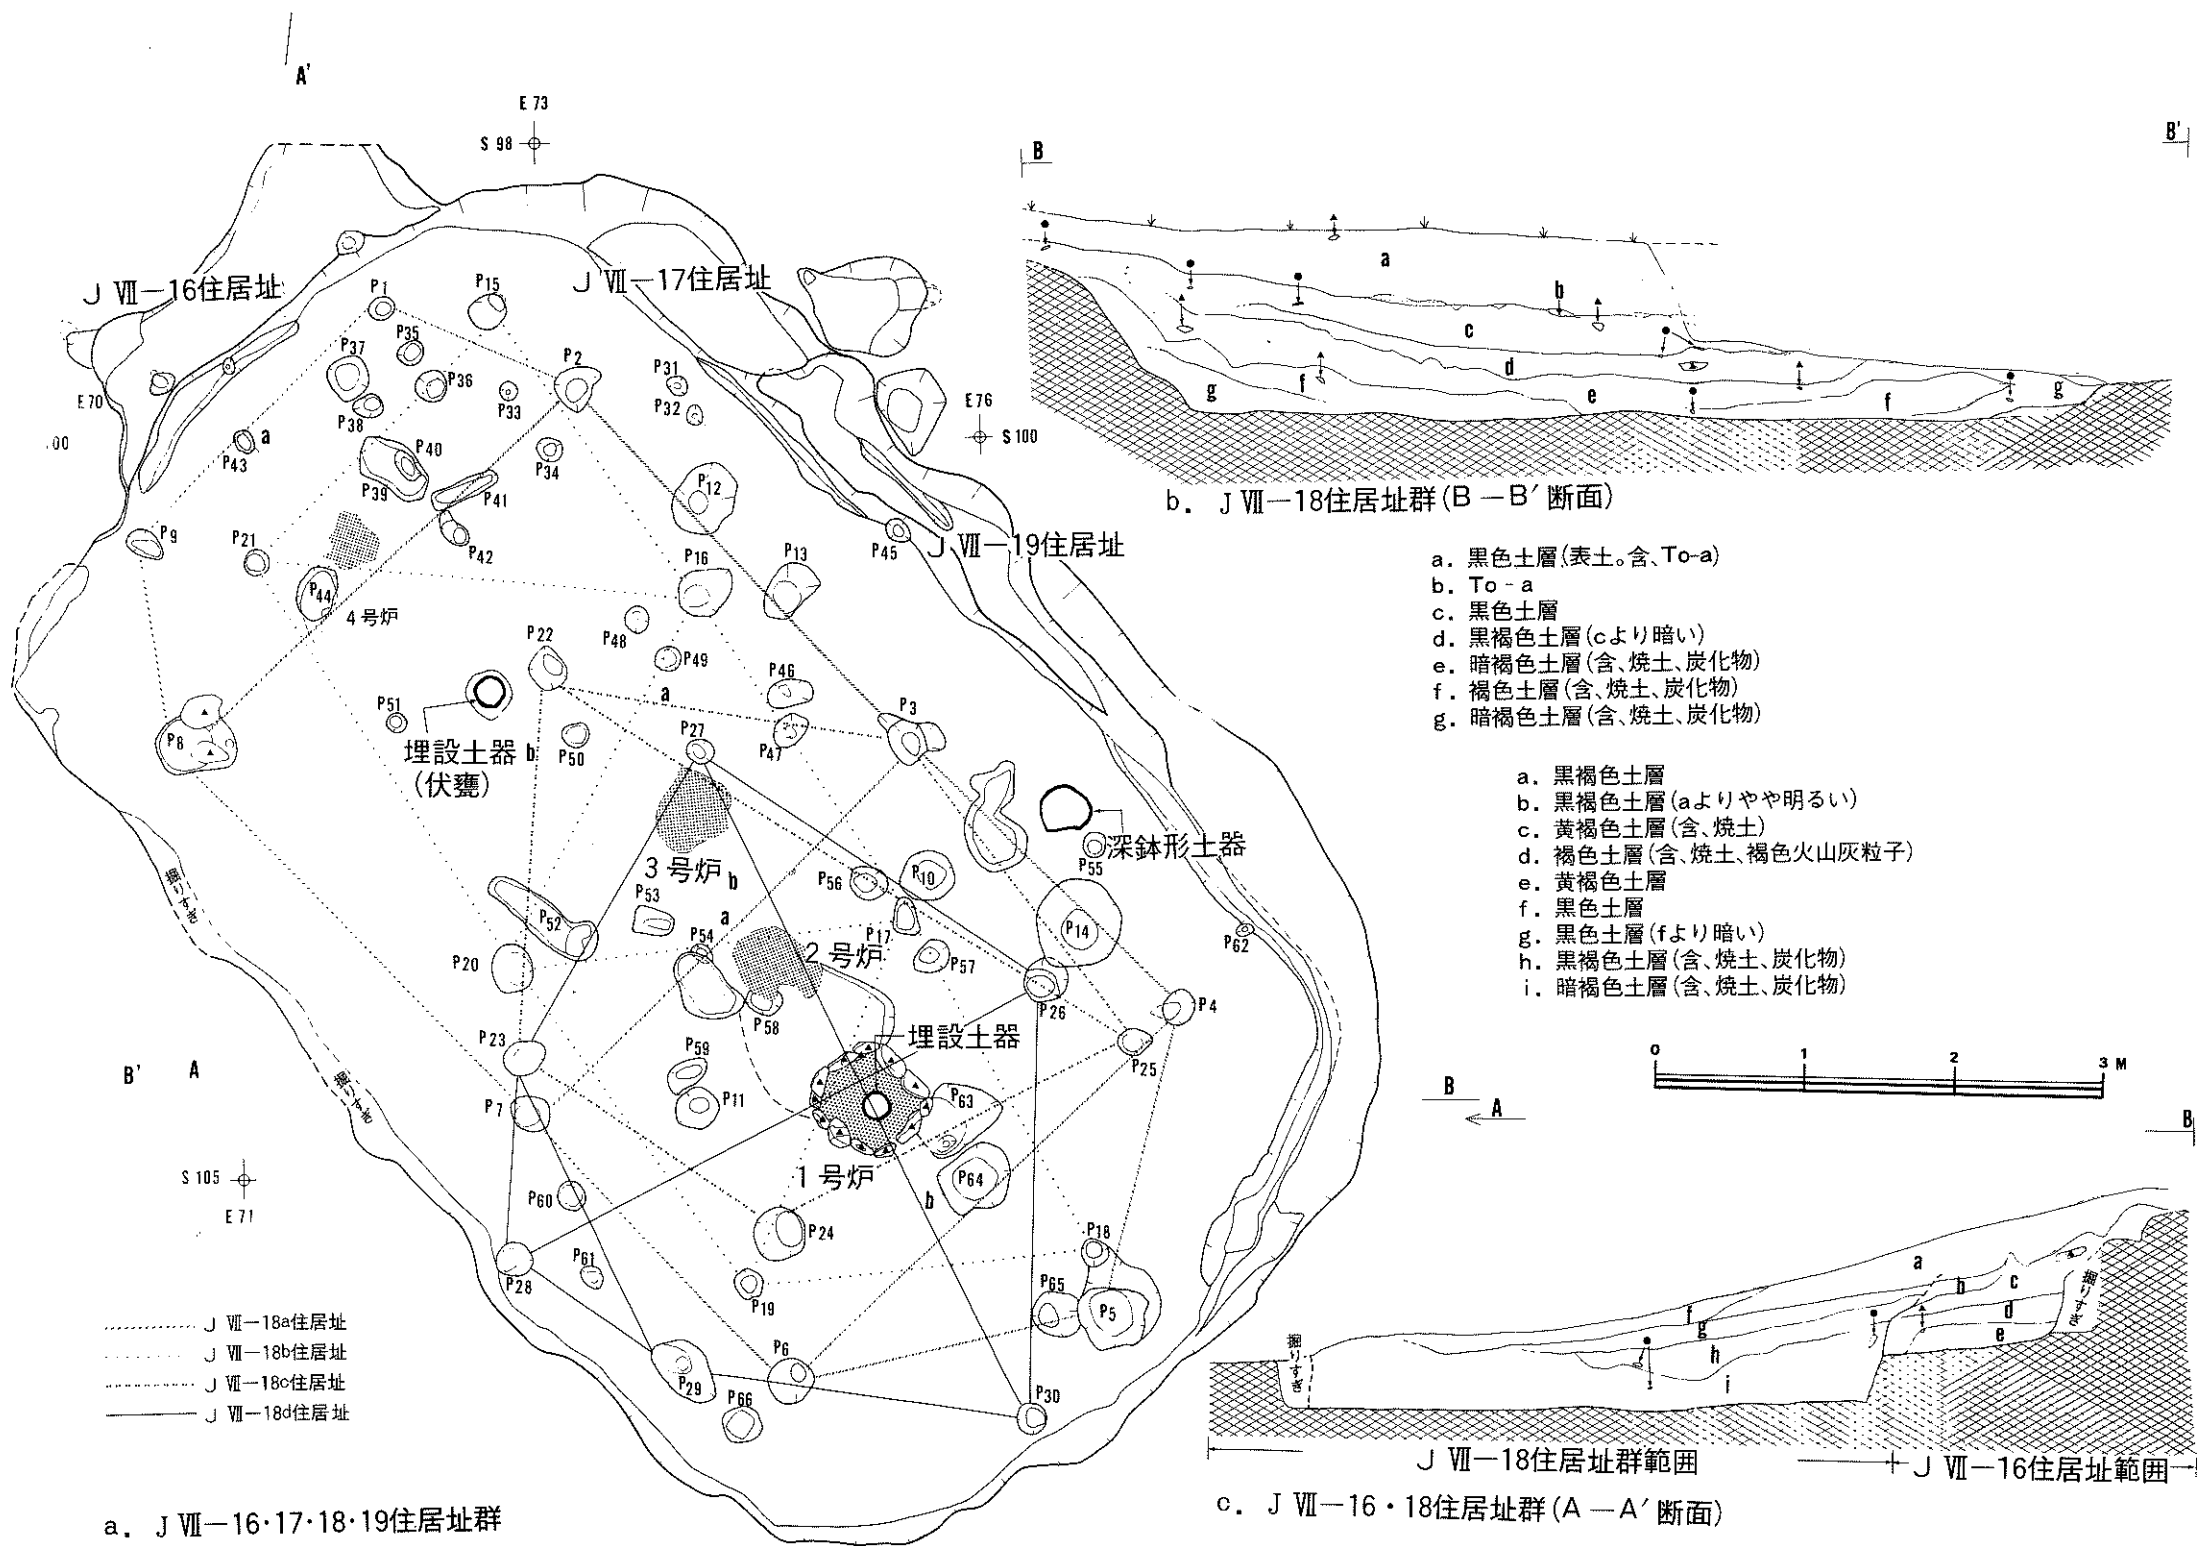 A'
E 73
S 98
J Ⅶ-16住居址
J Ⅶ-17住居址
P1
P15
P35
P37
P2
P36
P33
P31
P32
P38
E 70
E 76
S 100
00
P43
a
P40
P39
P34
P41
P12
P9
P21
P42
P45
J Ⅶ-19住居址
P16
P13
P44
4号炉
P48
P22
P49
P46
a
P51
P3
P8
P27
P47
埋設土器
(伏甕)
b
P50
深鉢形土器
P55
3号炉
b
P56
P10
掘りすぎ
P53
P52
a
P54
P17
P14
P62
2号炉
P57
P20
P26
P4
P58
P23
埋設土器
P25
P59
B'
A
掘りすぎ
P7
P11
P63
B
A
S 105
E 71
1号炉
P64
P60
b
P24
P18
P28
P61
P19
P65
P5
P6
P29
P66
P30
J Ⅶ-18a住居址
J Ⅶ-18b住居址
J Ⅶ-18c住居址
J Ⅶ-18d住居址
a. J Ⅶ-16・17・18・19住居址群
B
B'
a
b
c
d
e
f
f
g
g
b. J Ⅶ-18住居址群(B-B′断面)
a. 黒色土層(表土。含、To-a)
b. To-a
c. 黒色土層
d. 黒褐色土層(cより暗い)
e. 暗褐色土層(含、焼土、炭化物)
f. 褐色土層(含、焼土、炭化物)
g. 暗褐色土層(含、焼土、炭化物)
a. 黒褐色土層
b. 黒褐色土層(aよりやや明るい)
c. 黄褐色土層(含、焼土)
d. 褐色土層(含、焼土、褐色火山灰粒子)
e. 黄褐色土層
f. 黒色土層
g. 黒色土層(fより暗い)
h. 黒褐色土層(含、焼土、炭化物)
i. 暗褐色土層(含、焼土、炭化物)
0 1 2 3 M
B
a
b
c
d
e
f
g
h
i
掘りすぎ
掘りすぎ
J Ⅶ-18住居址群範囲
J Ⅶ-16住居址範囲
c. J Ⅶ-16・18住居址群(A-A′断面)